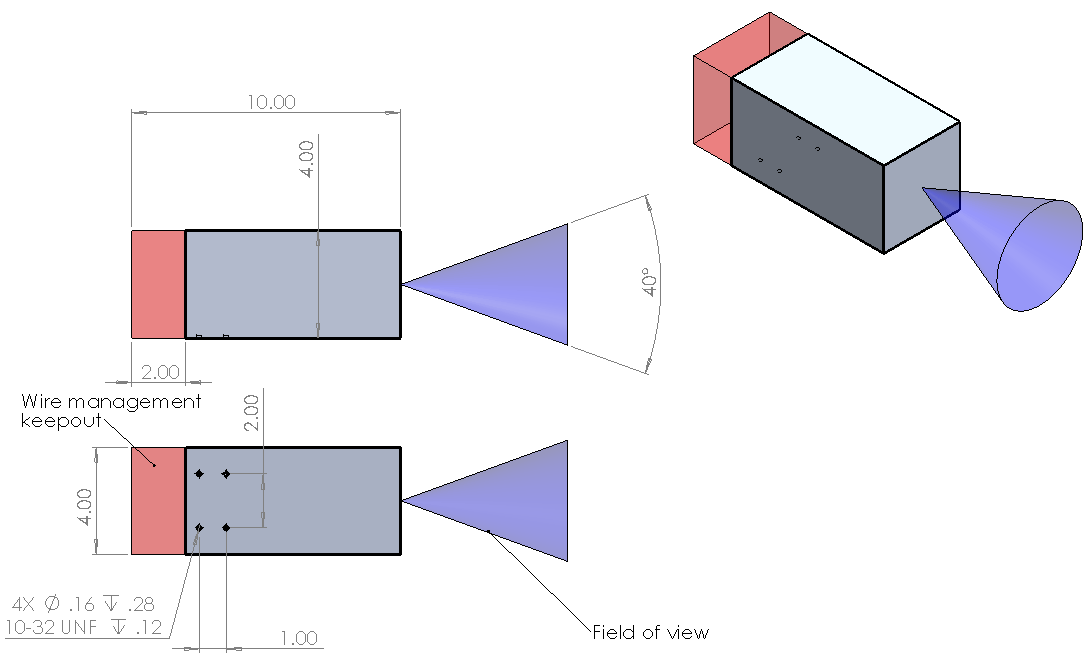 10.00
4.00
40°
2.00
Wire management
keepout
2.00
4.00
4X ∅ .16 ↧ .28
10-32 UNF ↧ .12
1.00
Field of view